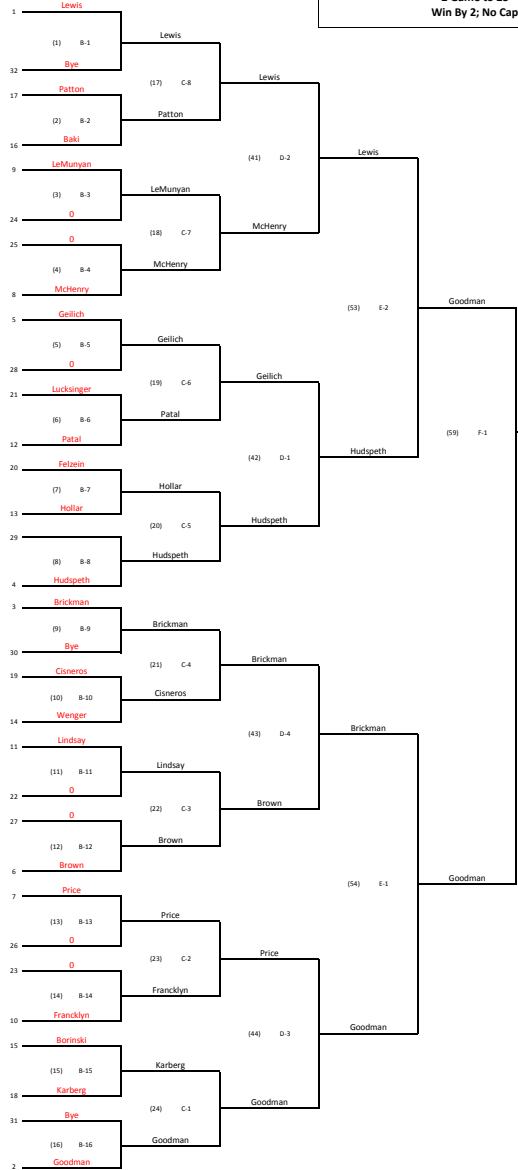 Win By 2; No Cap
1 Lewis
(1) B-1
Lewis
32 Bye
17 Patton
(17) C-8
Lewis
(2) B-2
Patton
16 Baki
9 LeMunyan
(41) D-2
Lewis
(3) B-3
LeMunyan
24 0
25 0
(18) C-7
McHenry
(4) B-4
McHenry
8 McHenry
5 Geilich
(53) E-2
Goodman
(5) B-5
Geilich
28 0
21 Lucksinger
(19) C-6
Geilich
(6) B-6
Patal
12 Patal
20 Felzein
(42) D-1
Hudspeth
(59) F-1
(7) B-7
Hollar
13 Hollar
29
(20) C-5
Hudspeth
(8) B-8
Hudspeth
4 Hudspeth
3 Brickman
(9) B-9
Brickman
30 Bye
19 Cisneros
(21) C-4
Brickman
(10) B-10
Cisneros
14 Wenger
11 Lindsay
(43) D-4
Brickman
(11) B-11
Lindsay
22 0
27 0
(22) C-3
Brown
(12) B-12
Brown
6 Brown
7 Price
(54) E-1
Goodman
(13) B-13
Price
26 0
23 0
(23) C-2
Price
(14) B-14
Francklyn
10 Francklyn
15 Borinski
(44) D-3
Goodman
(15) B-15
Karberg
18 Karberg
31 Bye
(24) C-1
Goodman
(16) B-16
Goodman
2 Goodman